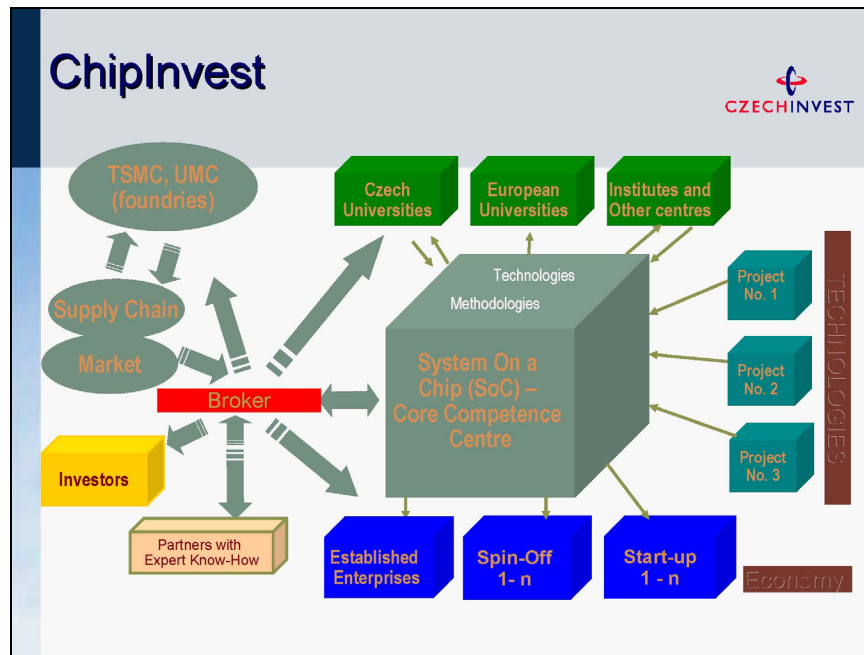 ChipInvest
CZECHINVEST
TSMC, UMC
(foundries)
Czech
Universities
European
Universities
Institutes and
Other centres
Technologies
Methodologies
Project
No. 1
Supply Chain
Market
System On a
Chip (SoC) –
Core Competence
Centre
Project
No. 2
TECHNOLOGIES
Broker
Project
No. 3
Investors
Partners with
Expert Know-How
Established
Enterprises
Spin-Off
1- n
Start-up
1 - n
Economy